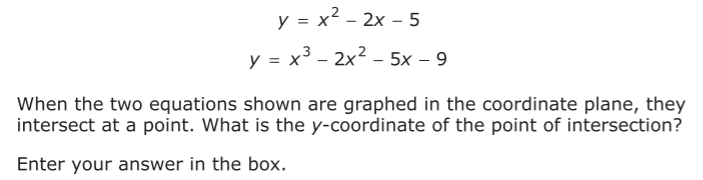 y = x² – 2x – 5
y = x³ – 2x² – 5x – 9
When the two equations shown are graphed in the coordinate plane, they
intersect at a point. What is the y-coordinate of the point of intersection?
Enter your answer in the box.